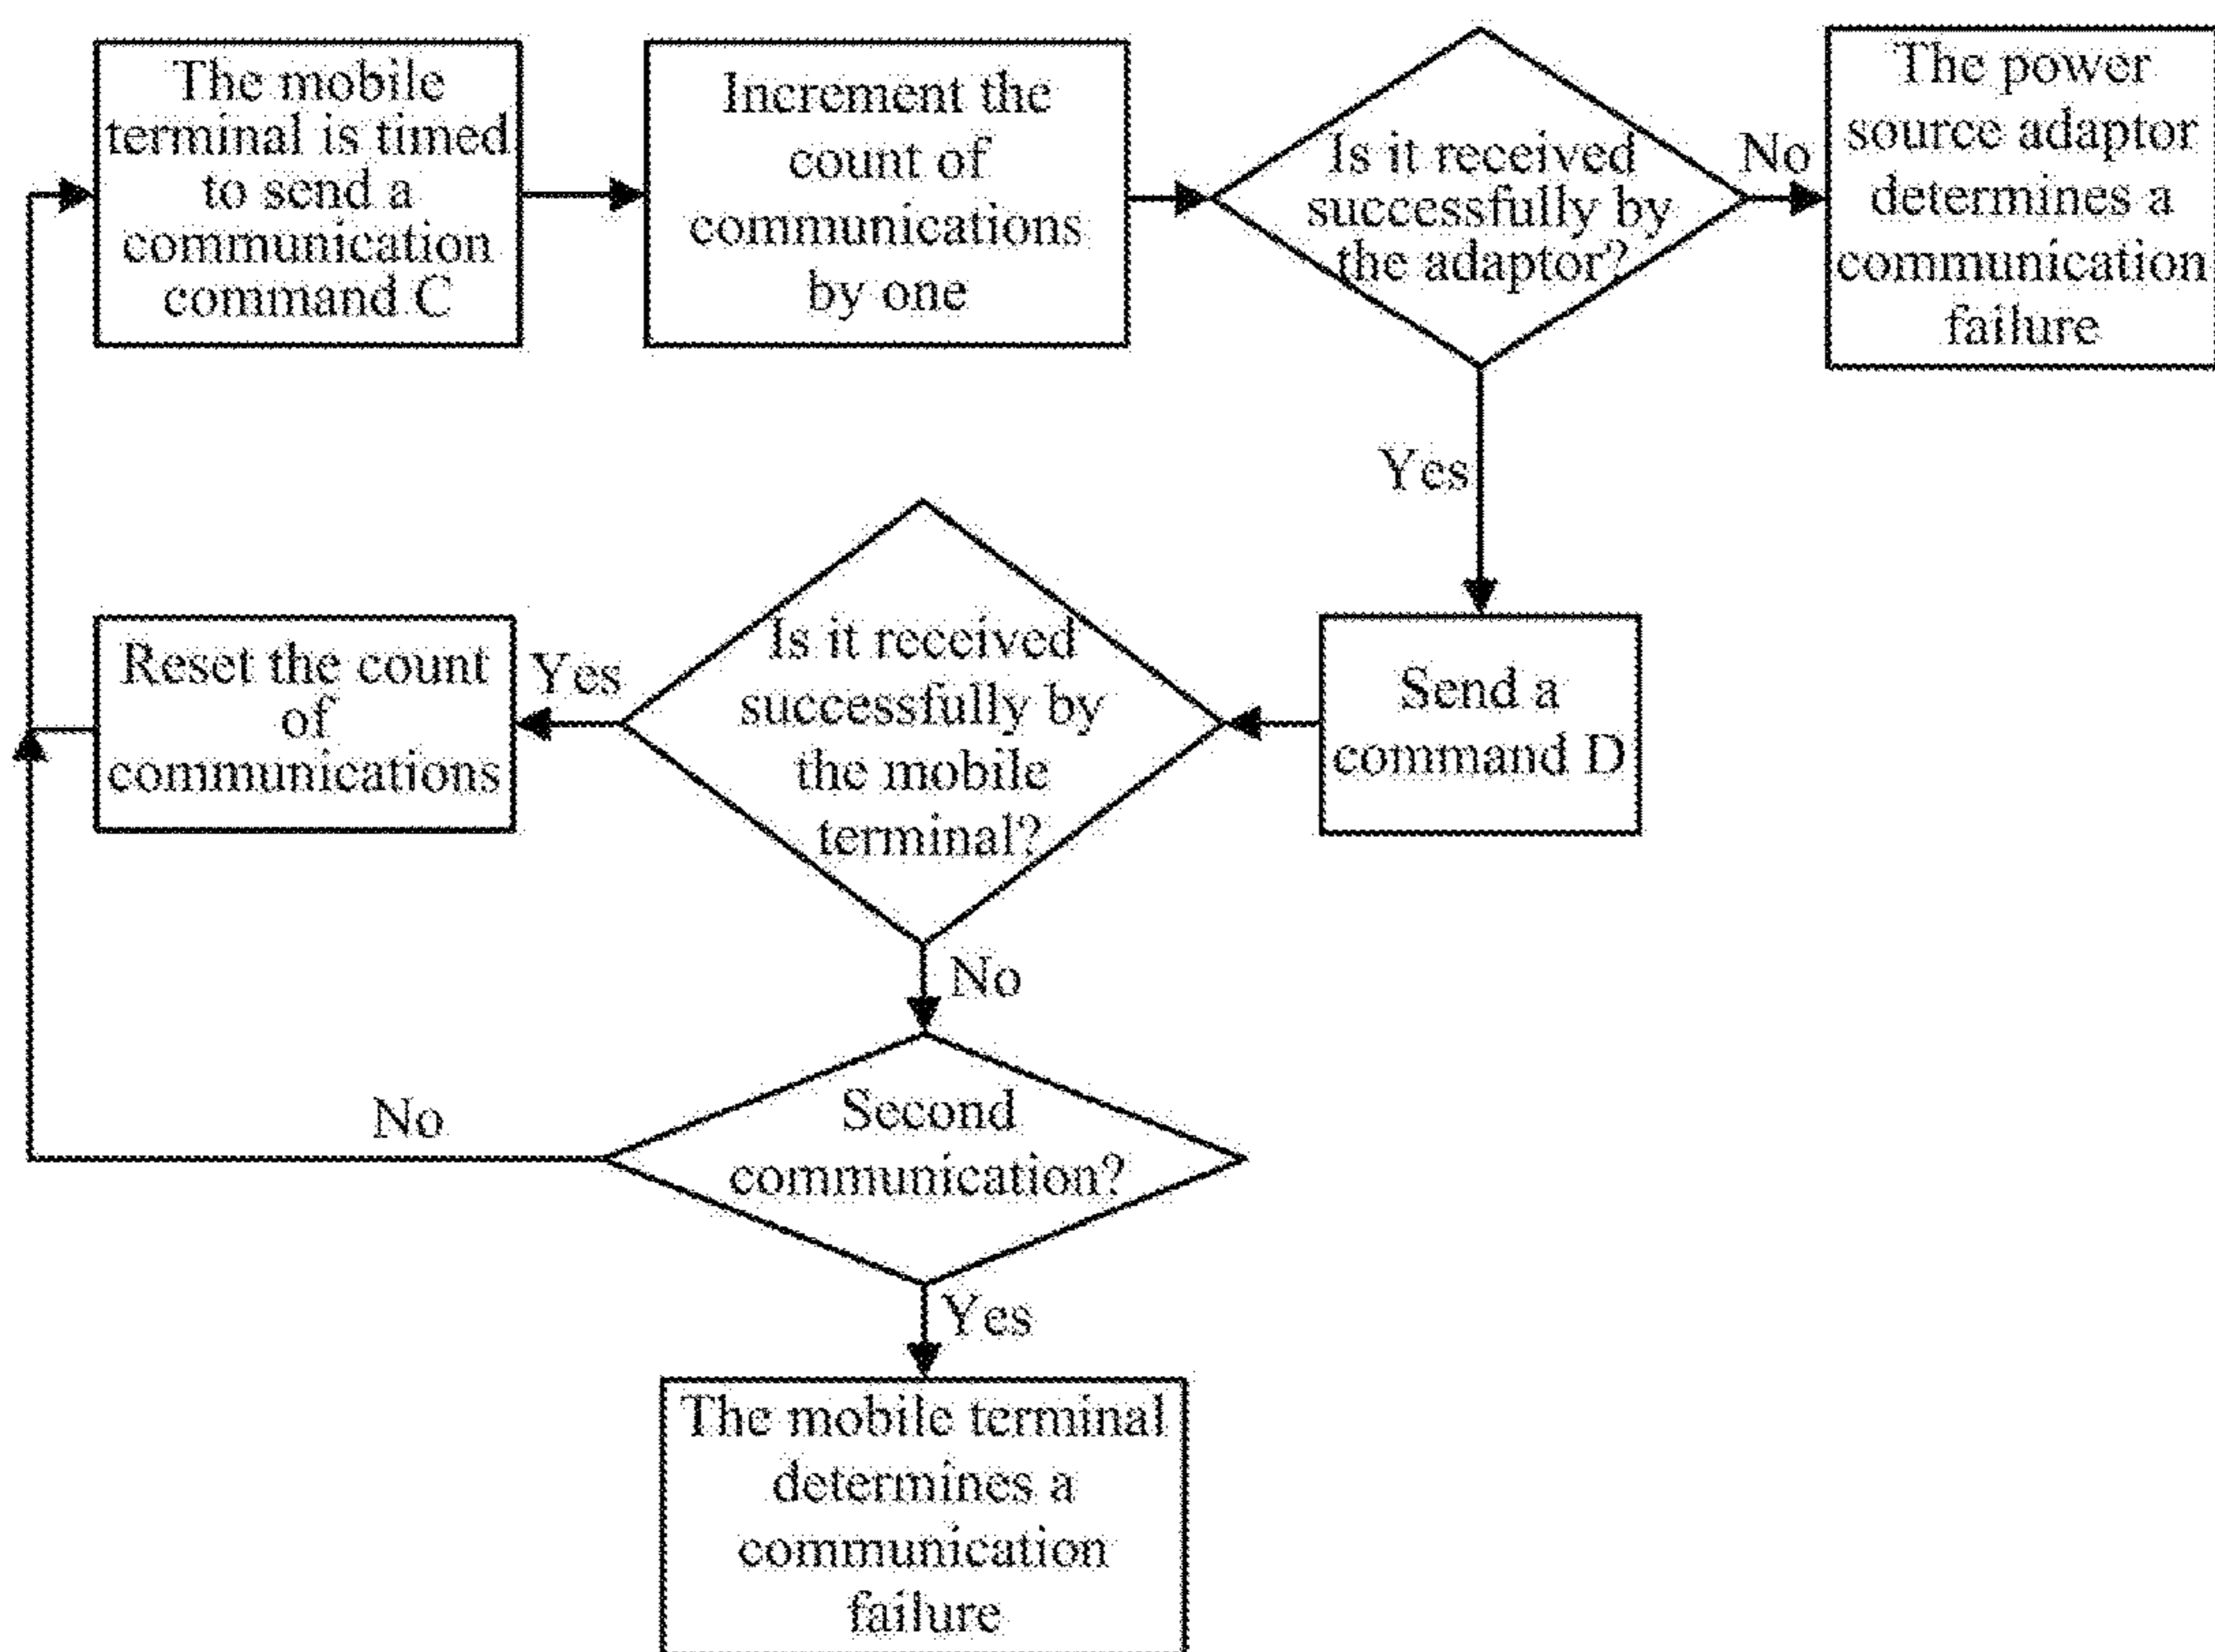 The mobile
terminal is timed
to send a
communication
command C
Increment the
count of
communications
by one
Is it received
successfully by
the adaptor?
No
The power
source adaptor
determines a
communication
failure
Yes
Send a
command D
Is it received
successfully by
the mobile
terminal?
Yes
Reset the count
of
communications
No
Second
communication?
No
Yes
The mobile terminal
determines a
communication
failure